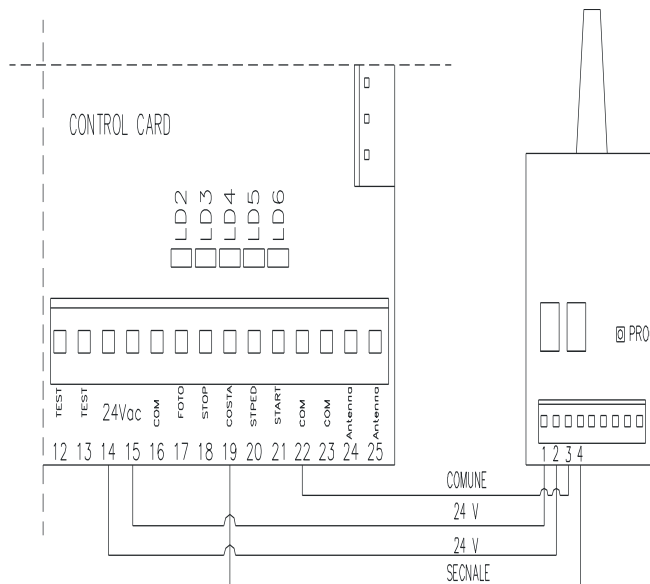 CONTROL CARD
LD2
LD3
LD4
LD5
LD6
PRO
TEST
TEST
24Vac
COM
FOTO
STOP
COSTA
STPED
START
COM
COM
Antenna
Antenna
12 13 14 15 16 17 18 19 20 21 22 23 24 25
1 2 3 4
COMUNE
24 V
24 V
SECNALE